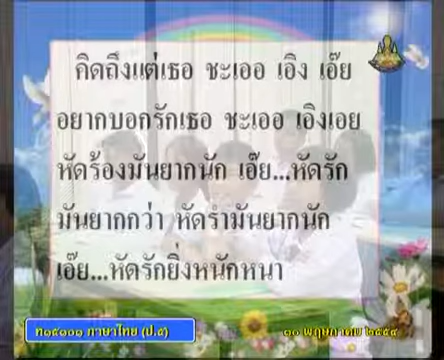 คิดถึงแต่เธอ ชะเออ เอิง เอ๊ย
อยากบอกรักเธอ ชะเออ เอิงเอย
หัดร้องมันยากนัก เอ๊ย...หัดรัก
มันยากกว่า หัดรำมันยากนัก
เอ๊ย...หัดรักยิ่งหนักหนา
ท๑๕๑๐๑ ภาษาไทย (ป.๕)
๓๐ พฤษภาคม ๒๕๕๔